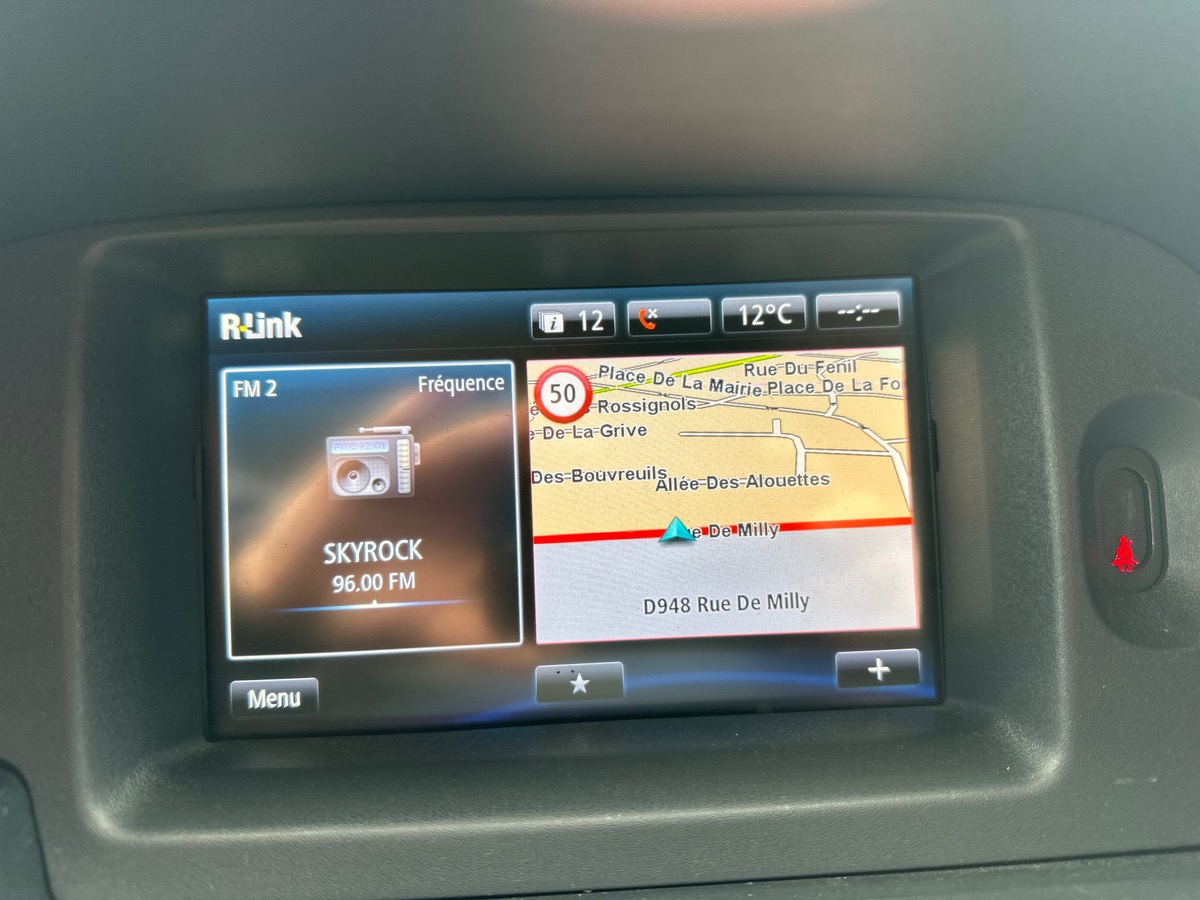 R-Link
12
12°C
--:--
FM 2
Fréquence
SKYROCK
96.00 FM
50
Place De La Mairie
Rue Du Fenil
Place De La Fo
Rossignols
De La Grive
Des Bouvreuils
Allée Des Alouettes
e De Milly
D948 Rue De Milly
Menu
+